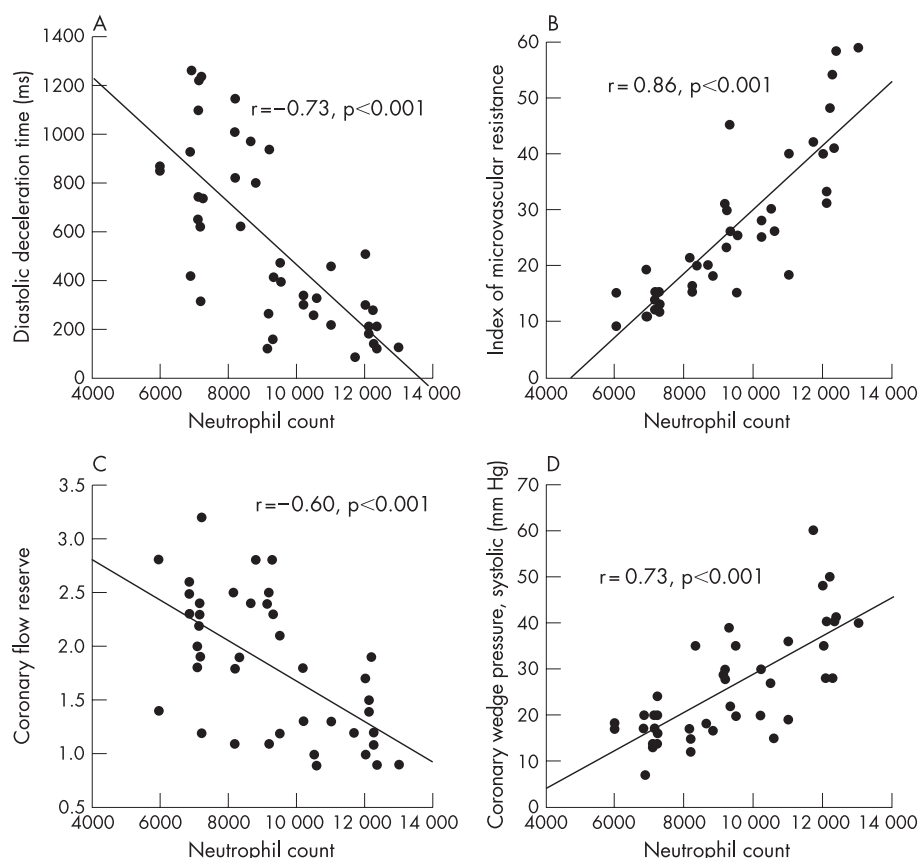 A
Diastolic deceleration time (ms)
1400
1200
1000
800
600
400
200
0
r=–0.73, p<0.001
4000 6000 8000 10 000 12 000 14 000
Neutrophil count
B
Index of microvascular resistance
60
50
40
30
20
10
0
r= 0.86, p<0.001
4000 6000 8000 10 000 12 000 14 000
Neutrophil count
C
Coronary flow reserve
3.5
3.0
2.5
2.0
1.5
1.0
0.5
r=–0.60, p<0.001
4000 6000 8000 10 000 12 000 14 000
Neutrophil count
D
Coronary wedge pressure, systolic (mm Hg)
70
60
50
40
30
20
10
0
r= 0.73, p<0.001
4000 6000 8000 10 000 12 000 14 000
Neutrophil count